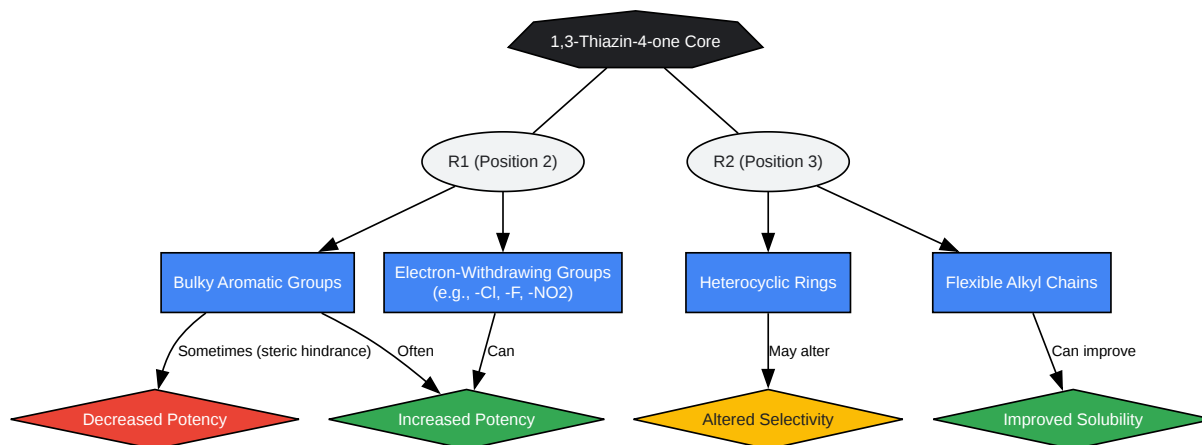 1,3-Thiazin-4-one Core
R1 (Position 2)
R2 (Position 3)
Bulky Aromatic Groups
Electron-Withdrawing Groups
(e.g., -Cl, -F, -NO2)
Heterocyclic Rings
Flexible Alkyl Chains
Sometimes (steric hindrance)
Often
Can
May alter
Can improve
Decreased Potency
Increased Potency
Altered Selectivity
Improved Solubility